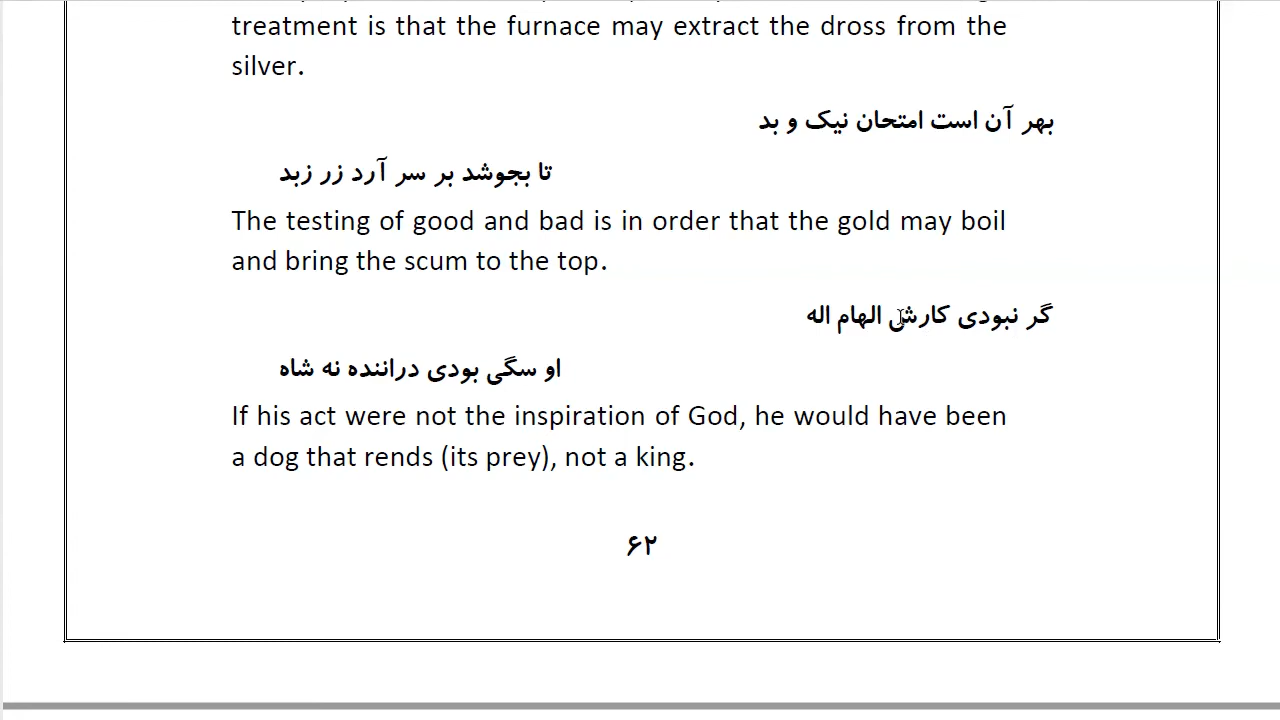 treatment is that the furnace may extract the dross from the
silver.
بهر آن است امتحان نیک و بد
تا بجوشد بر سر آرد زر زبد
The testing of good and bad is in order that the gold may boil
and bring the scum to the top.
گر نبودی کارش الهام اله
او سگی بودی دراننده نه شاه
If his act were not the inspiration of God, he would have been
a dog that rends (its prey), not a king.
۶۲